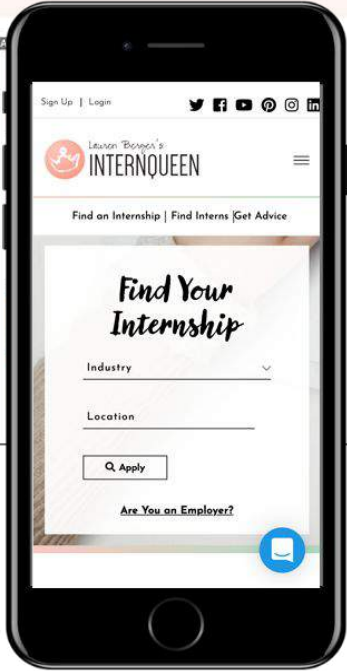 Sign Up | Login
Lauren Berger's
INTERNQUEEN
Find an Internship | Find Interns |Get Advice
Find Your
Internship
Industry
Location
Apply
Are You an Employer?